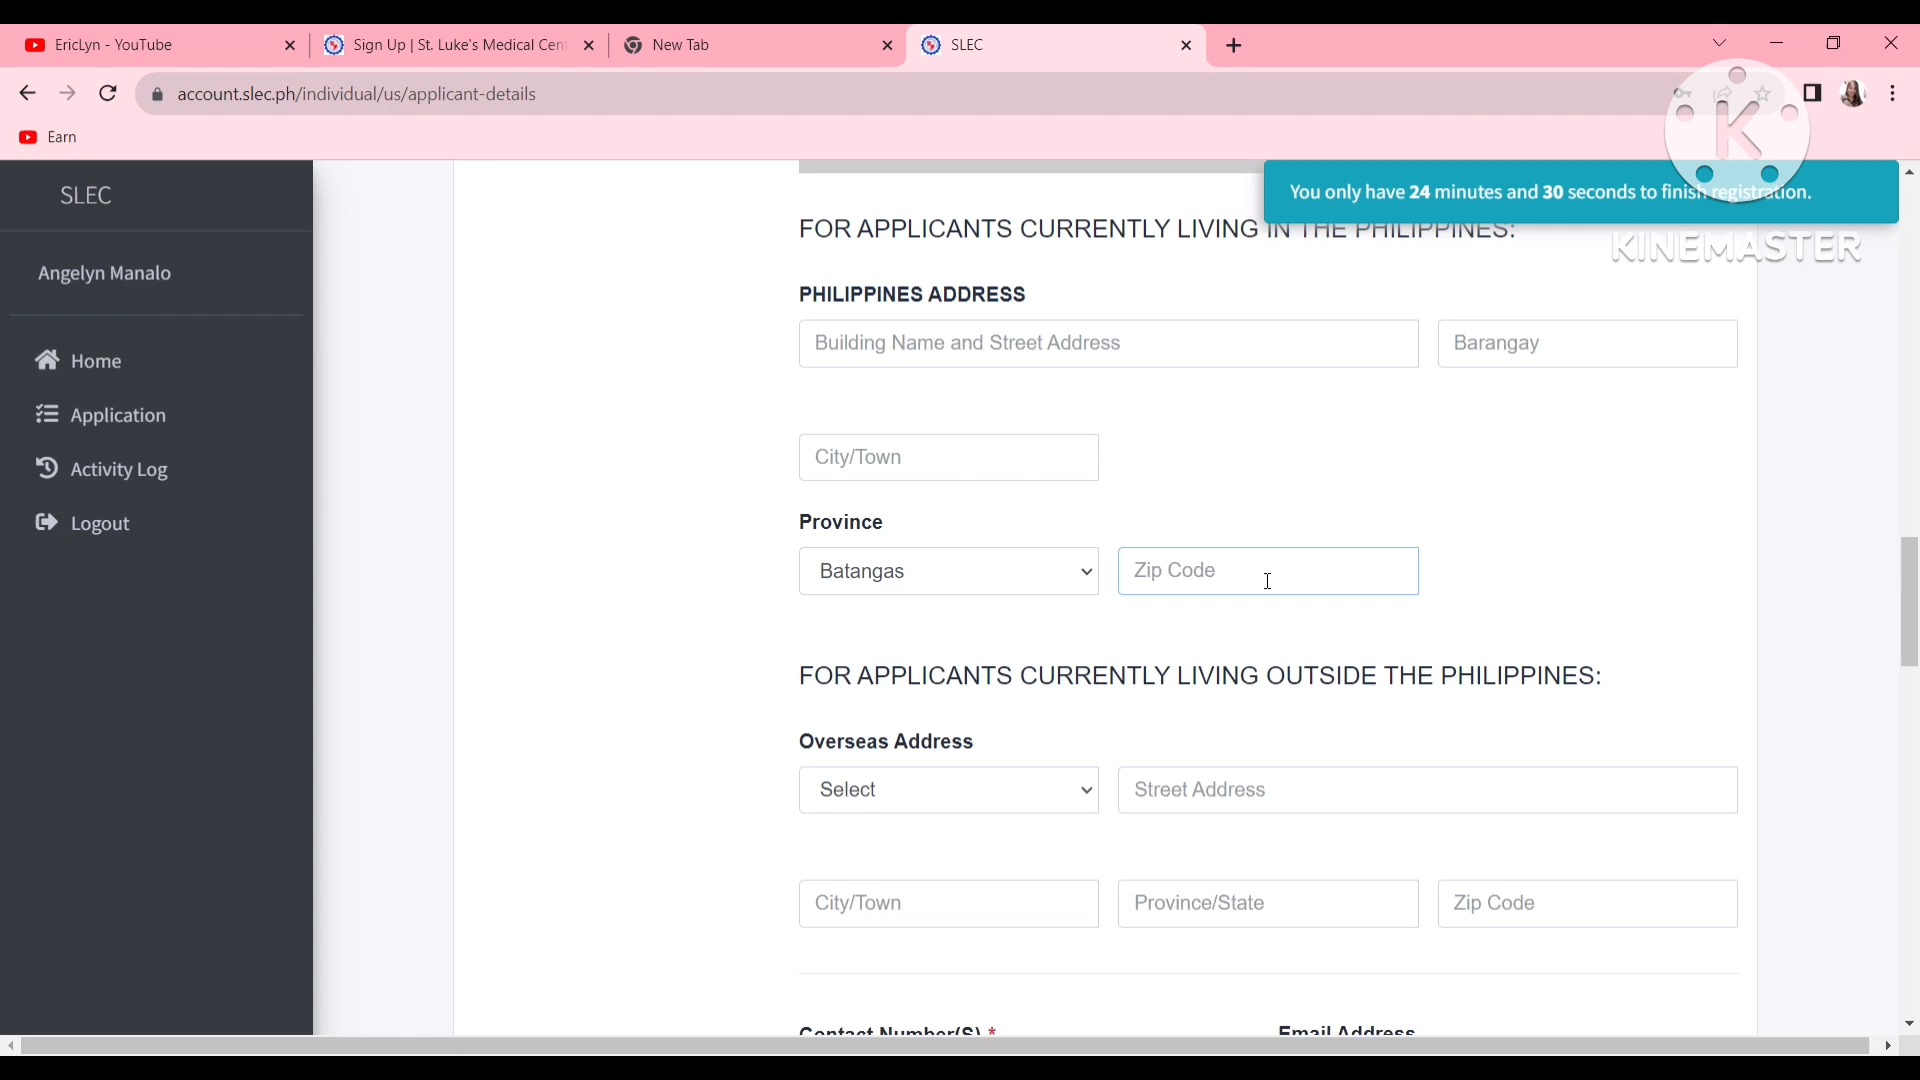 EricLyn - YouTube
Sign Up | St. Luke's Medical Cen
New Tab
SLEC
account.slec.ph/individual/us/applicant-details
Earn
SLEC
You only have 24 minutes and 30 seconds to finish registration.
KINEMASTER
FOR APPLICANTS CURRENTLY LIVING IN THE PHILIPPINES:
Angelyn Manalo
PHILIPPINES ADDRESS
Building Name and Street Address
Barangay
Home
Application
City/Town
Activity Log
Logout
Province
Batangas
Zip Code
FOR APPLICANTS CURRENTLY LIVING OUTSIDE THE PHILIPPINES:
Overseas Address
Select
Street Address
City/Town
Province/State
Zip Code
Contact Number(S) *
Email Address